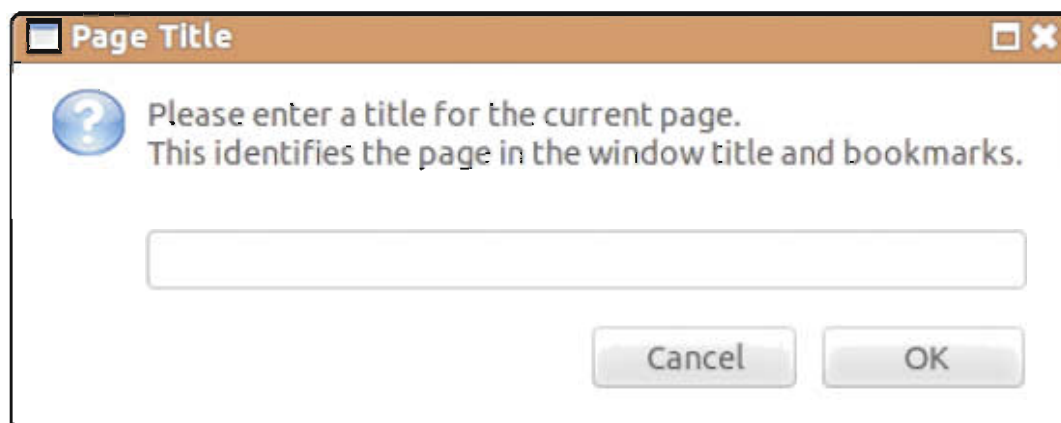 Page Title
Please enter a title for the current page.
This identifies the page in the window title and bookmarks.
Cancel OK